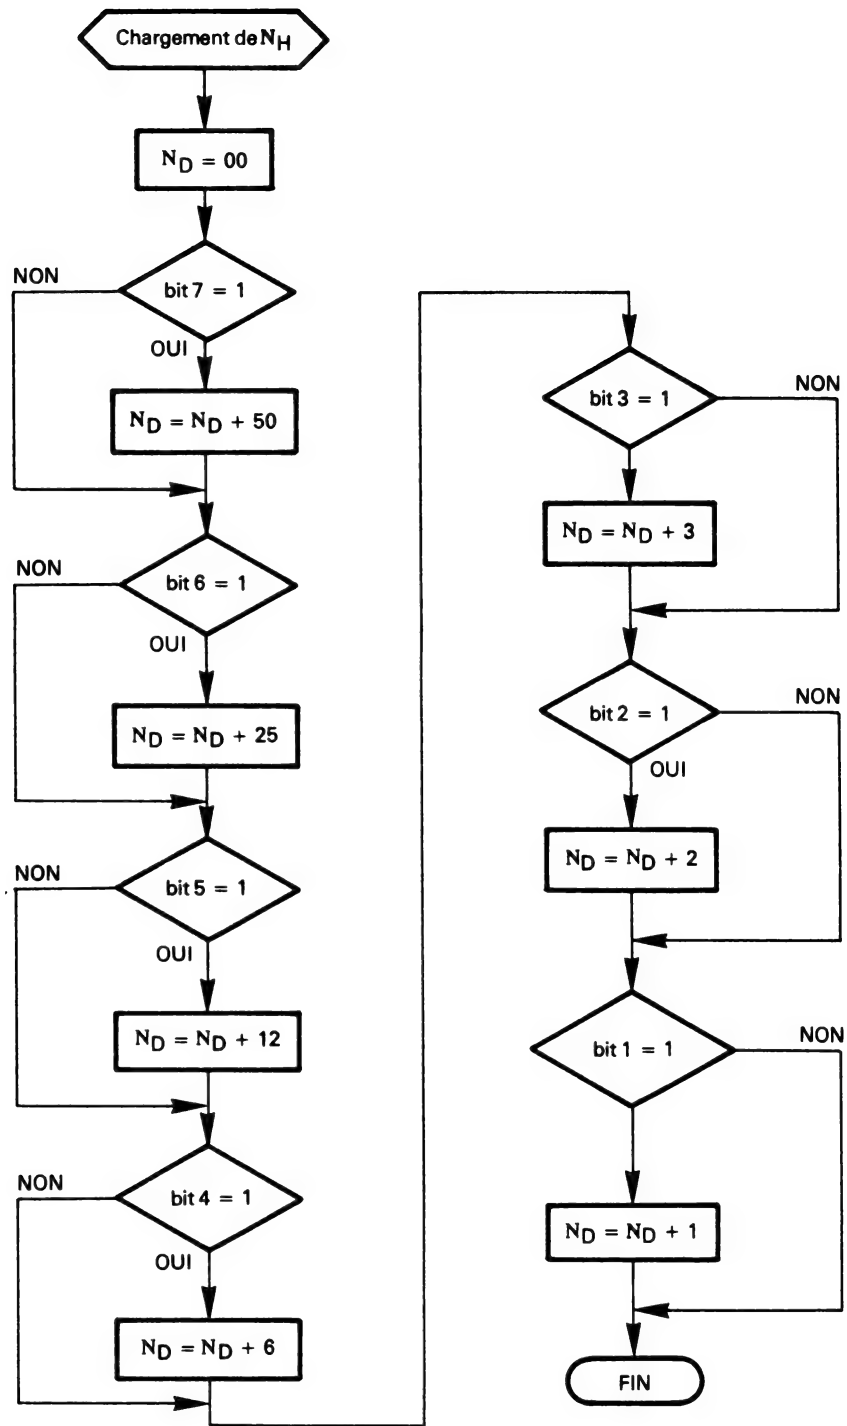 Chargement de NH
ND = 00
bit 7 = 1
NON
OUI
ND = ND + 50
bit 6 = 1
NON
OUI
ND = ND + 25
bit 5 = 1
NON
OUI
ND = ND + 12
bit 4 = 1
NON
OUI
ND = ND + 6
bit 3 = 1
NON
ND = ND + 3
bit 2 = 1
NON
OUI
ND = ND + 2
bit 1 = 1
NON
ND = ND + 1
FIN